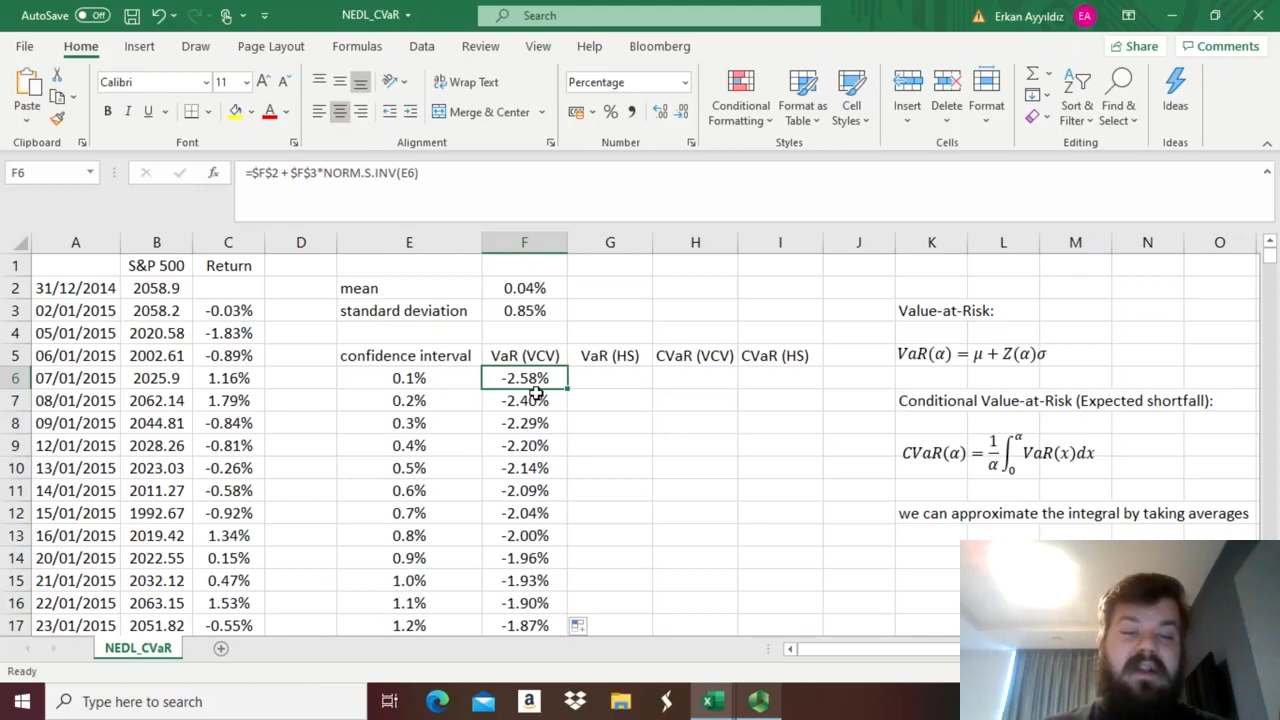 AutoSave Off NEDL_CVaR Search Erkan Ayyıldız EA
File Home Insert Draw Page Layout Formulas Data Review View Help Bloomberg Share Comments
Calibri 11 Wrap Text Percentage
Paste Merge & Center Conditional Formatting Format as Table Cell Styles Insert Delete Format Sort & Filter Find & Select Ideas
Clipboard Font Alignment Number Styles Cells Editing Ideas
F6 fx =$F$2 + $F$3*NORM.S.INV(E6)
A B C D E F G H I J K L M N O
1 S&P 500 Return
2 31/12/2014 2058.9 mean 0.04%
3 02/01/2015 2058.2 -0.03% standard deviation 0.85% Value-at-Risk:
4 05/01/2015 2020.58 -1.83%
5 06/01/2015 2002.61 -0.89% confidence interval VaR (VCV) VaR (HS) CVaR (VCV) CVaR (HS) VaR(α) = μ + Z(α)σ
6 07/01/2015 2025.9 1.16% 0.1% -2.58%
7 08/01/2015 2062.14 1.79% 0.2% -2.40% Conditional Value-at-Risk (Expected shortfall):
8 09/01/2015 2044.81 -0.84% 0.3% -2.29%
9 12/01/2015 2028.26 -0.81% 0.4% -2.20% CVaR(α) = 1/α ∫₀^α VaR(x)dx
10 13/01/2015 2023.03 -0.26% 0.5% -2.14%
11 14/01/2015 2011.27 -0.58% 0.6% -2.09%
12 15/01/2015 1992.67 -0.92% 0.7% -2.04% we can approximate the integral by taking averages
13 16/01/2015 2019.42 1.34% 0.8% -2.00%
14 20/01/2015 2022.55 0.15% 0.9% -1.96%
15 21/01/2015 2032.12 0.47% 1.0% -1.93%
16 22/01/2015 2063.15 1.53% 1.1% -1.90%
17 23/01/2015 2051.82 -0.55% 1.2% -1.87%
NEDL_CVaR
Ready
Type here to search